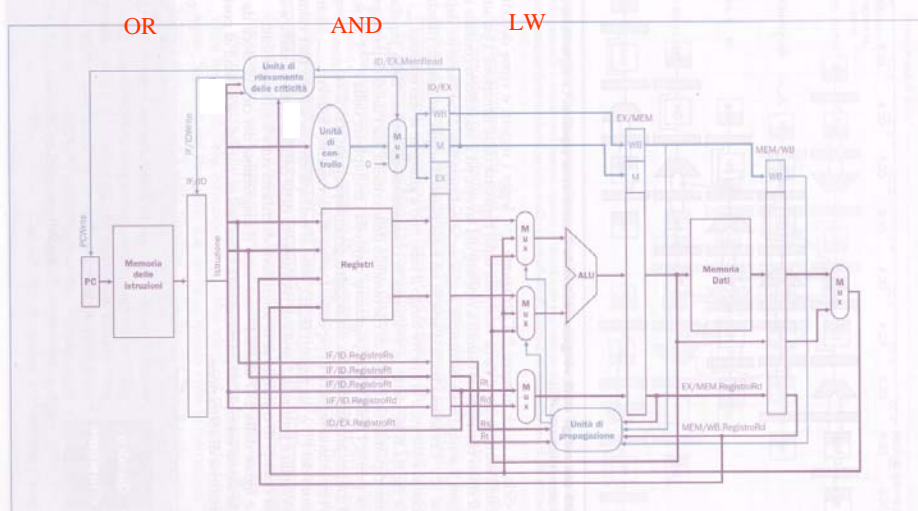 OR AND LW
Unità di
rilevamento
delle criticità
ID/EX.MemRead
ID/EX
IF/IDWrite
Unità
di
con-
trollo
M
u
x
0
WB
M
EX
EX/MEM
WB
M
MEM/WB
WB
IF/ID
PCWrite
PC
Memoria
delle
istruzioni
Istruzione
Registri
M
u
x
M
u
x
ALU
Memoria
Dati
M
u
x
IF/ID.RegistroRs
IF/ID.RegistroRt
IF/ID.RegistroRt
IF/ID.RegistroRd
ID/EX.RegistroRt
Rt
Rd
Rs
Rt
M
u
x
EX/MEM.RegistroRd
Unità di
propagazione
MEM/WB.RegistroRd